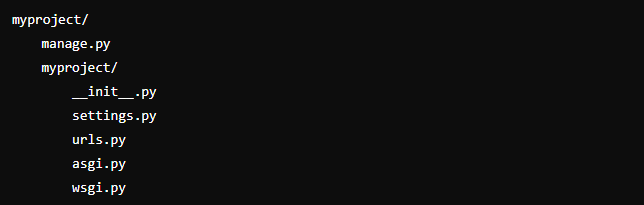 myproject/
    manage.py
    myproject/
        __init__.py
        settings.py
        urls.py
        asgi.py
        wsgi.py